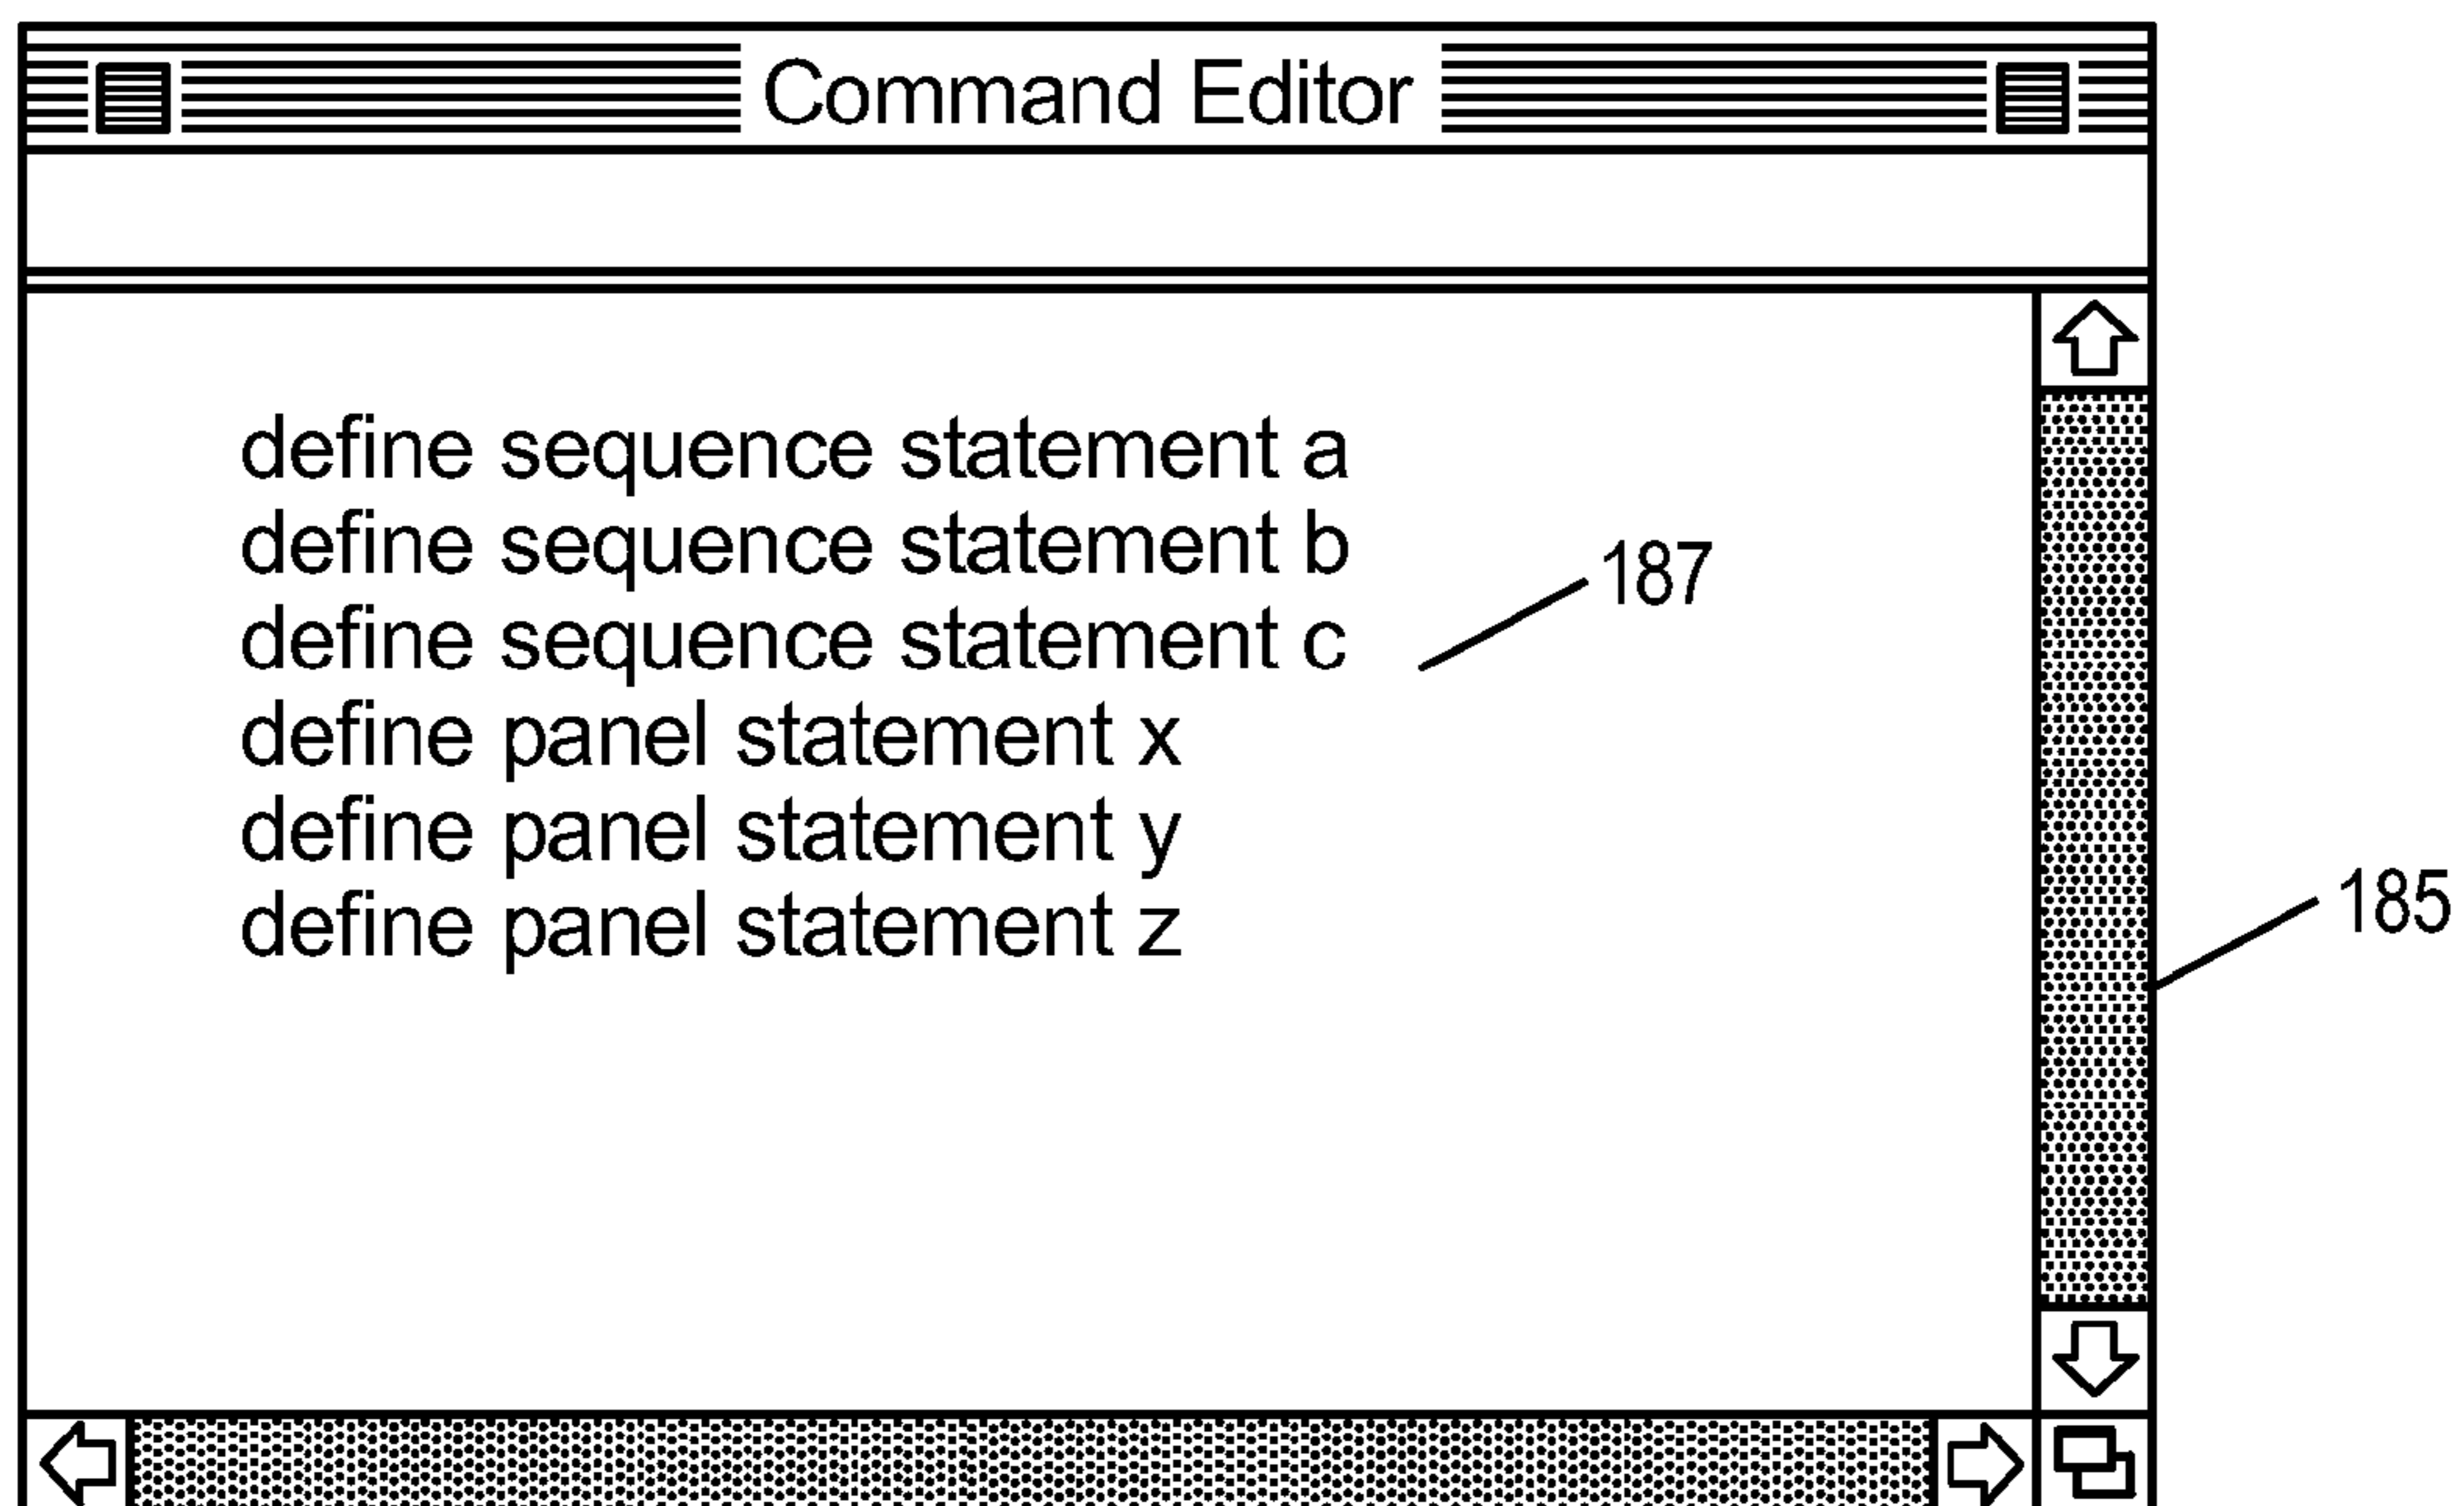 Command Editor
define sequence statement a
define sequence statement b
187
define sequence statement c
define panel statement x
define panel statement y
185
define panel statement z